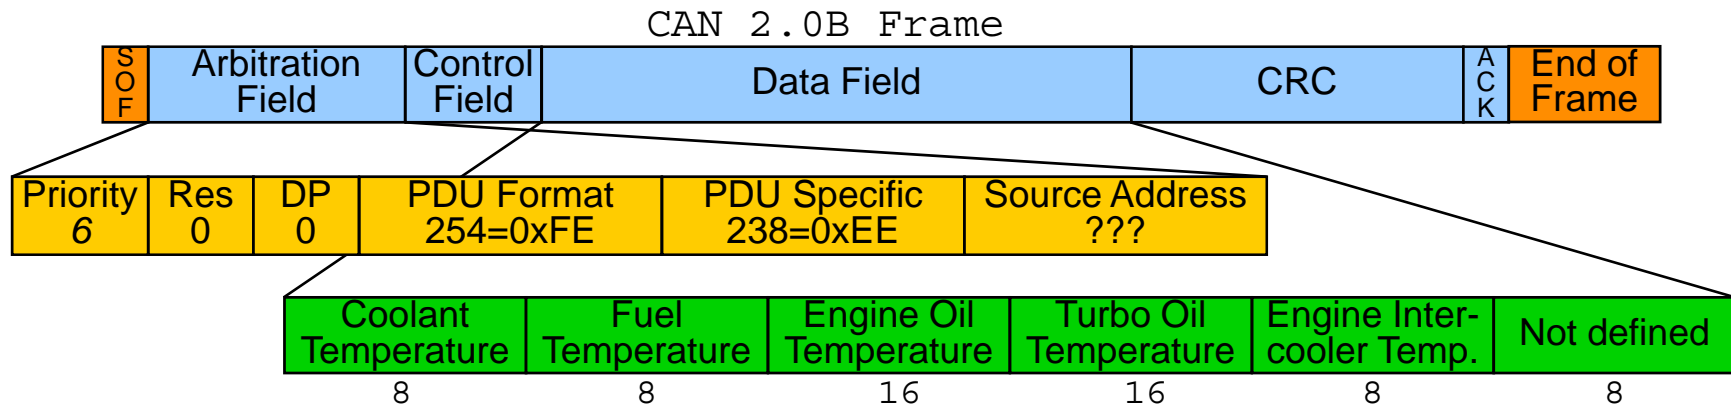 CAN 2.0B Frame
SOF
Arbitration
Field
Control
Field
Data Field
CRC
ACK
End of
Frame
Priority
6
Res
0
DP
0
PDU Format
254=0xFE
PDU Specific
238=0xEE
Source Address
???
Coolant
Temperature
Fuel
Temperature
Engine Oil
Temperature
Turbo Oil
Temperature
Engine Inter-
cooler Temp.
Not defined
8
8
16
16
8
8